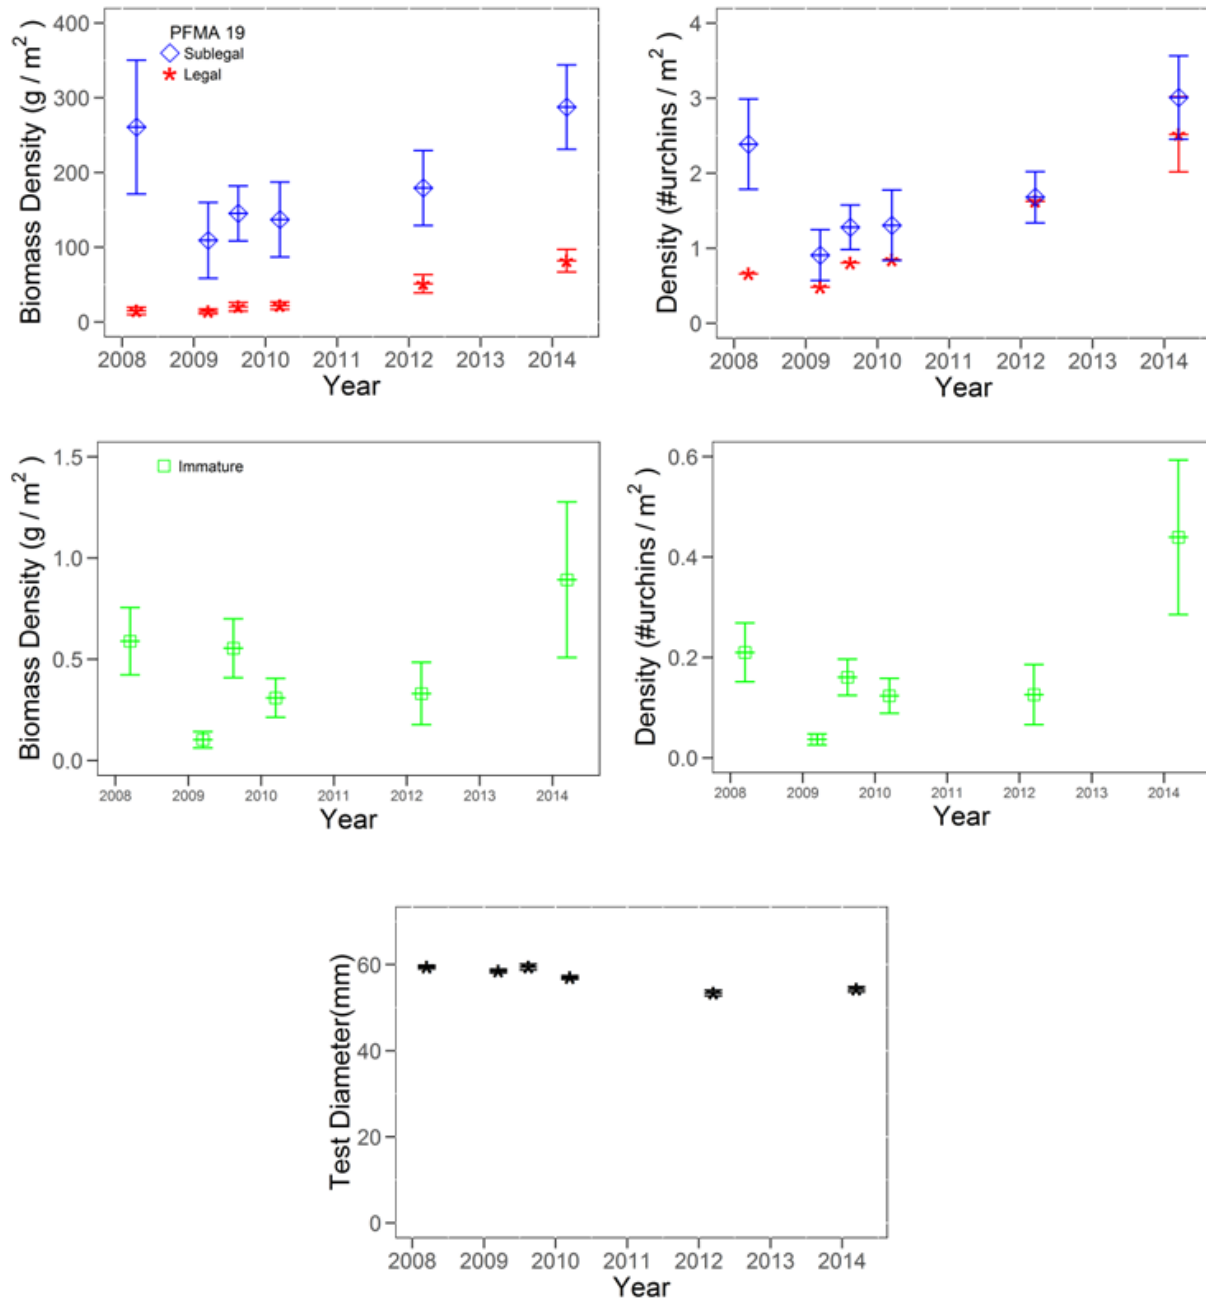 Biomass Density (g / m²)
400
300
200
100
0
PFMA 19
Sublegal
Legal
2008 2009 2010 2011 2012 2013 2014
Year
Density (#urchins / m²)
4
3
2
1
0
2008 2009 2010 2011 2012 2013 2014
Year
Biomass Density (g / m²)
1.5
1.0
0.5
0.0
Immature
2008 2009 2010 2011 2012 2013 2014
Year
Density (#urchins / m²)
0.6
0.4
0.2
0.0
2008 2009 2010 2011 2012 2013 2014
Year
Test Diameter(mm)
60
40
20
0
2008 2009 2010 2011 2012 2013 2014
Year